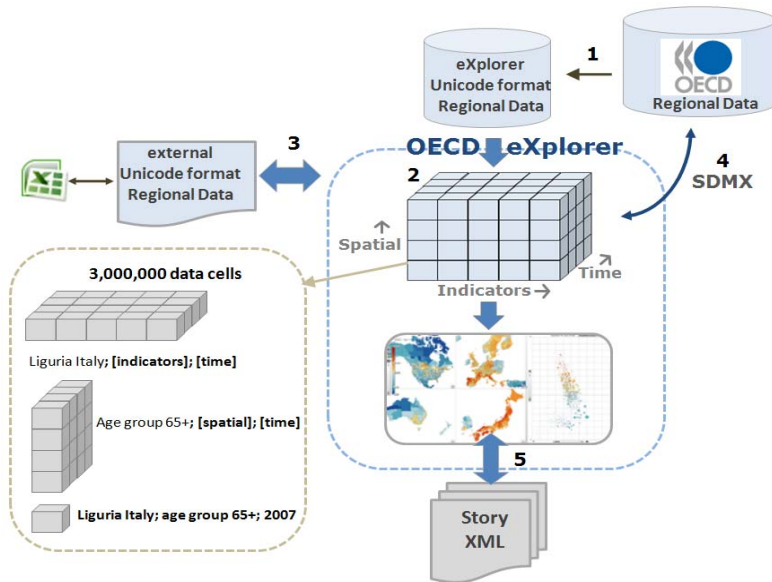 1
OECD
Regional Data
eXplorer
Unicode format
Regional Data
OECD eXplorer
3
external
Unicode format
Regional Data
2
4
SDMX
Spatial
Time
Indicators
3,000,000 data cells
Liguria Italy; [indicators]; [time]
Age group 65+; [spatial]; [time]
Liguria Italy; age group 65+; 2007
5
Story
XML